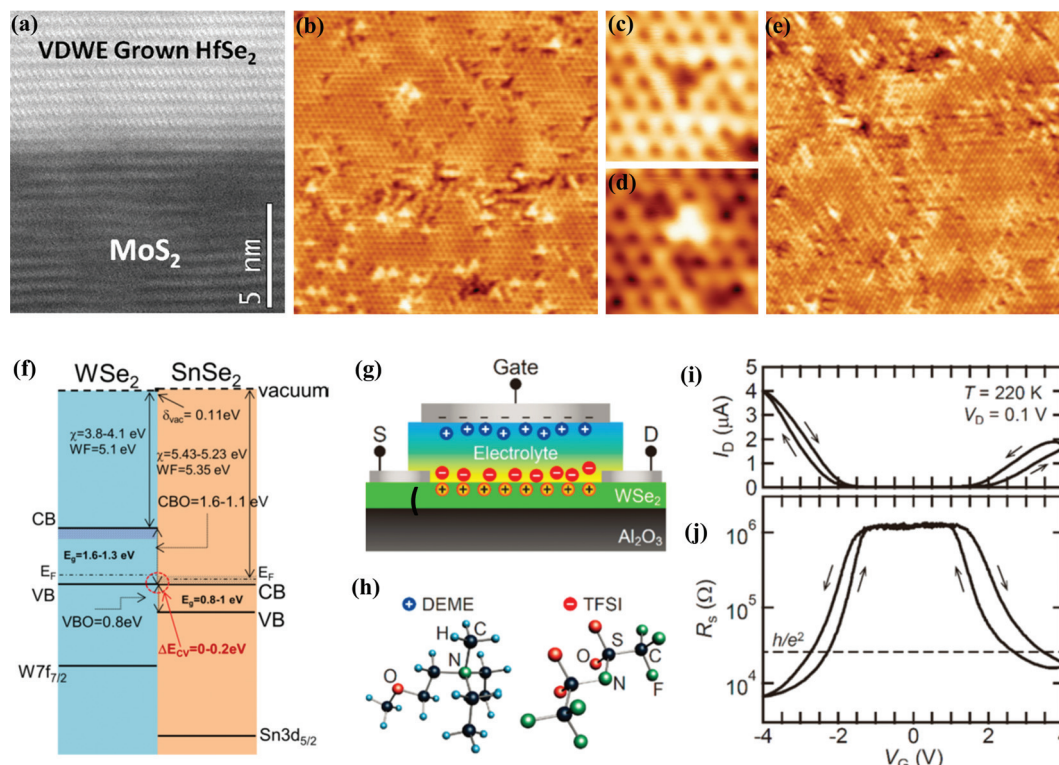 (a)
VDWE Grown HfSe₂
MoS₂
5 nm
(b)
(c)
(d)
(e)
(f)
WSe₂
SnSe₂
vacuum
δvac= 0.11eV
χ=3.8-4.1 eV
WF=5.1 eV
χ=5.43-5.23 eV
WF=5.35 eV
CBO=1.6-1.1 eV
CB
Eg=1.6-1.3 eV
EF
EF
VB
CB
Eg=0.8-1 eV
VBO=0.8eV
VB
ΔECV=0-0.2eV
W7f7/2
Sn3d5/2
(g)
Gate
S
D
Electrolyte
WSe₂
Al₂O₃
(h)
+ DEME
− TFSI
H
C
N
O
S
O
C
N
F
(i)
5
4
3
2
1
0
ID (μA)
T = 220 K
VD = 0.1 V
(j)
10⁶
10⁵
10⁴
Rs (Ω)
h/e²
-4
-2
0
2
4
VG (V)